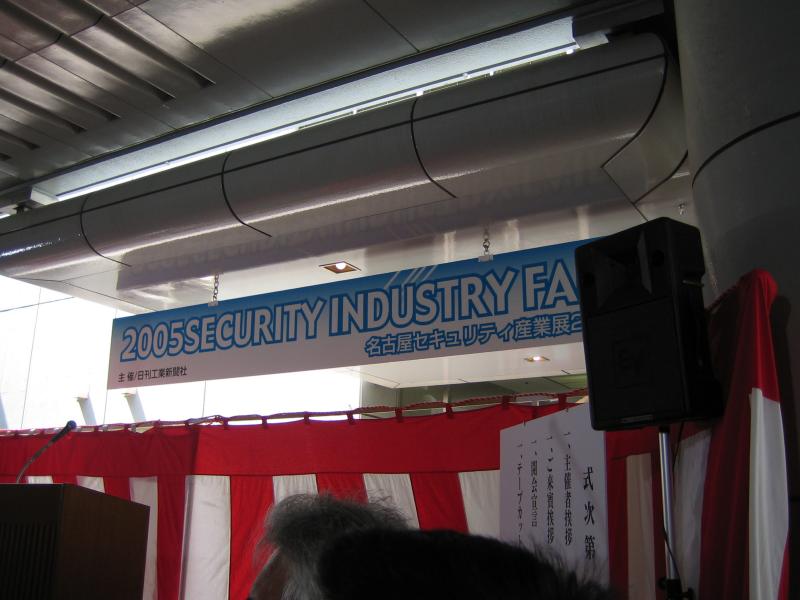 2005SECURITY INDUSTRY FA
名古屋セキュリティ産業展2
主 催/日刊工業新聞社
式次第
一、主催者挨拶
一、ご来賓挨拶
一、開会宣言
一、テープカット
EV